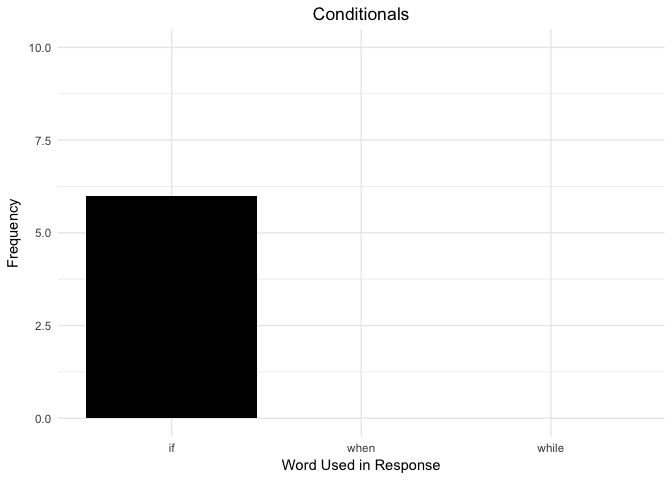 Conditionals
10.0
7.5
5.0
2.5
0.0
Frequency
if when while
Word Used in Response